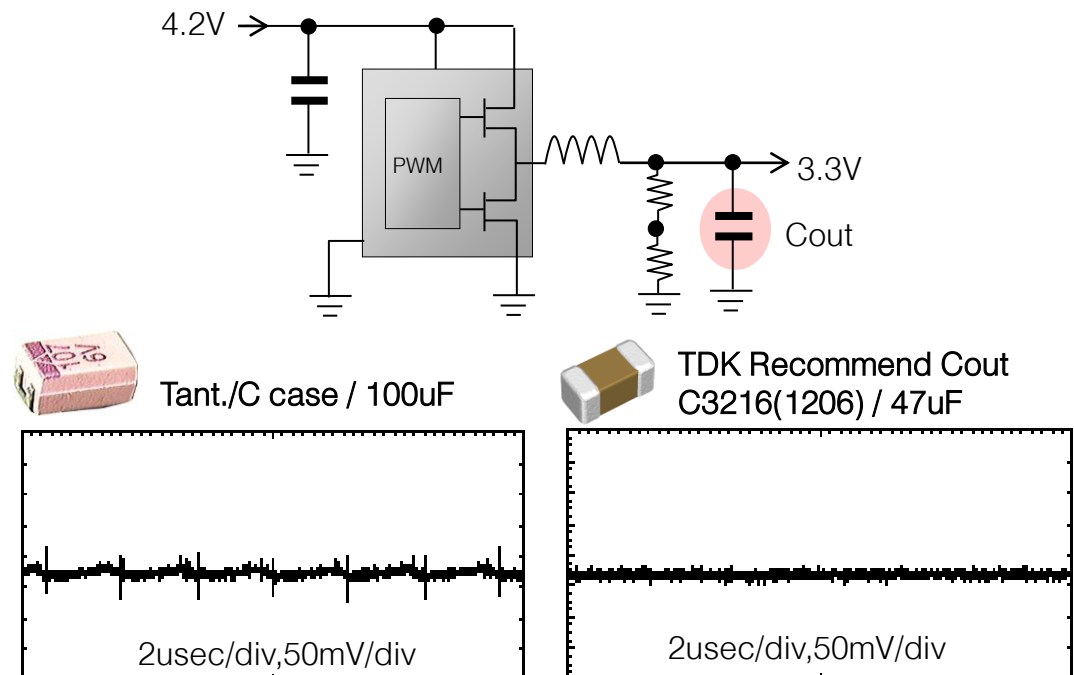 4.2V
PWM
3.3V
Cout
Tant./C case / 100uF
TDK Recommend Cout
C3216(1206) / 47uF
2usec/div,50mV/div
2usec/div,50mV/div